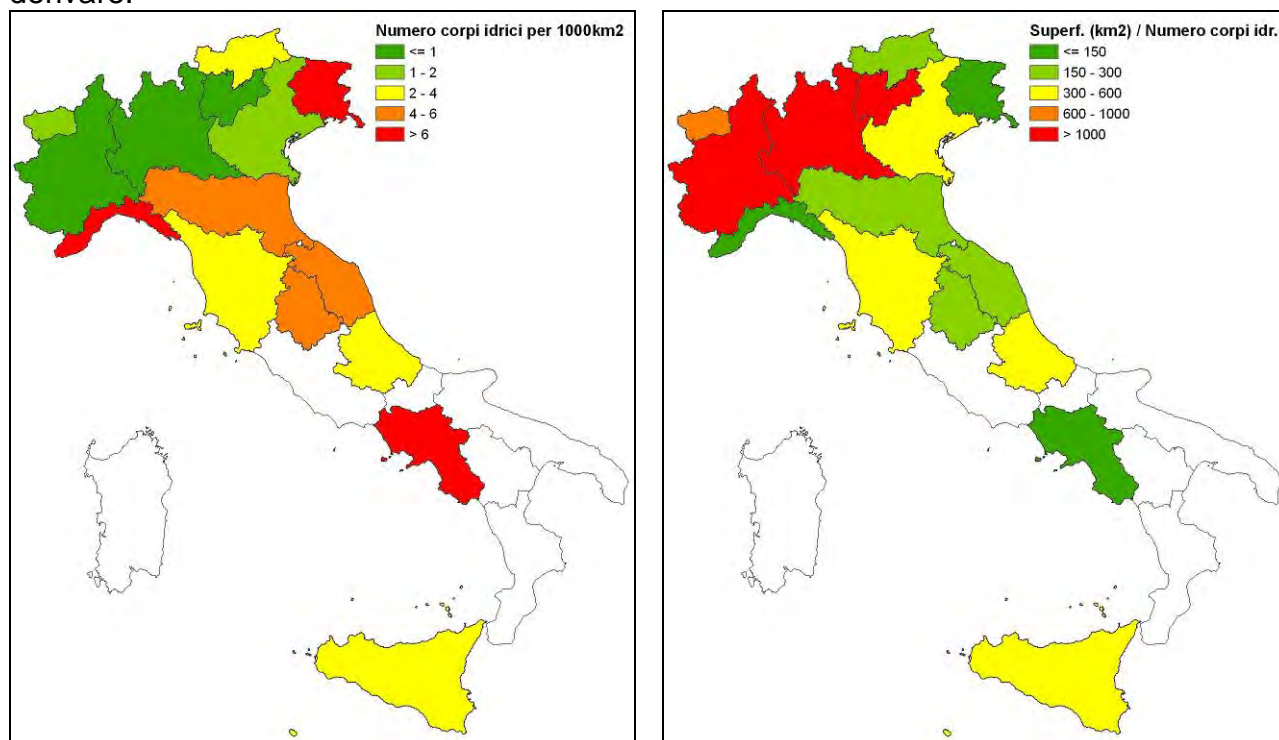 derivare.
Numero corpi idrici per 1000km2
<= 1
1 - 2
2 - 4
4 - 6
> 6
Superf. (km2) / Numero corpi idr.
<= 150
150 - 300
300 - 600
600 - 1000
> 1000